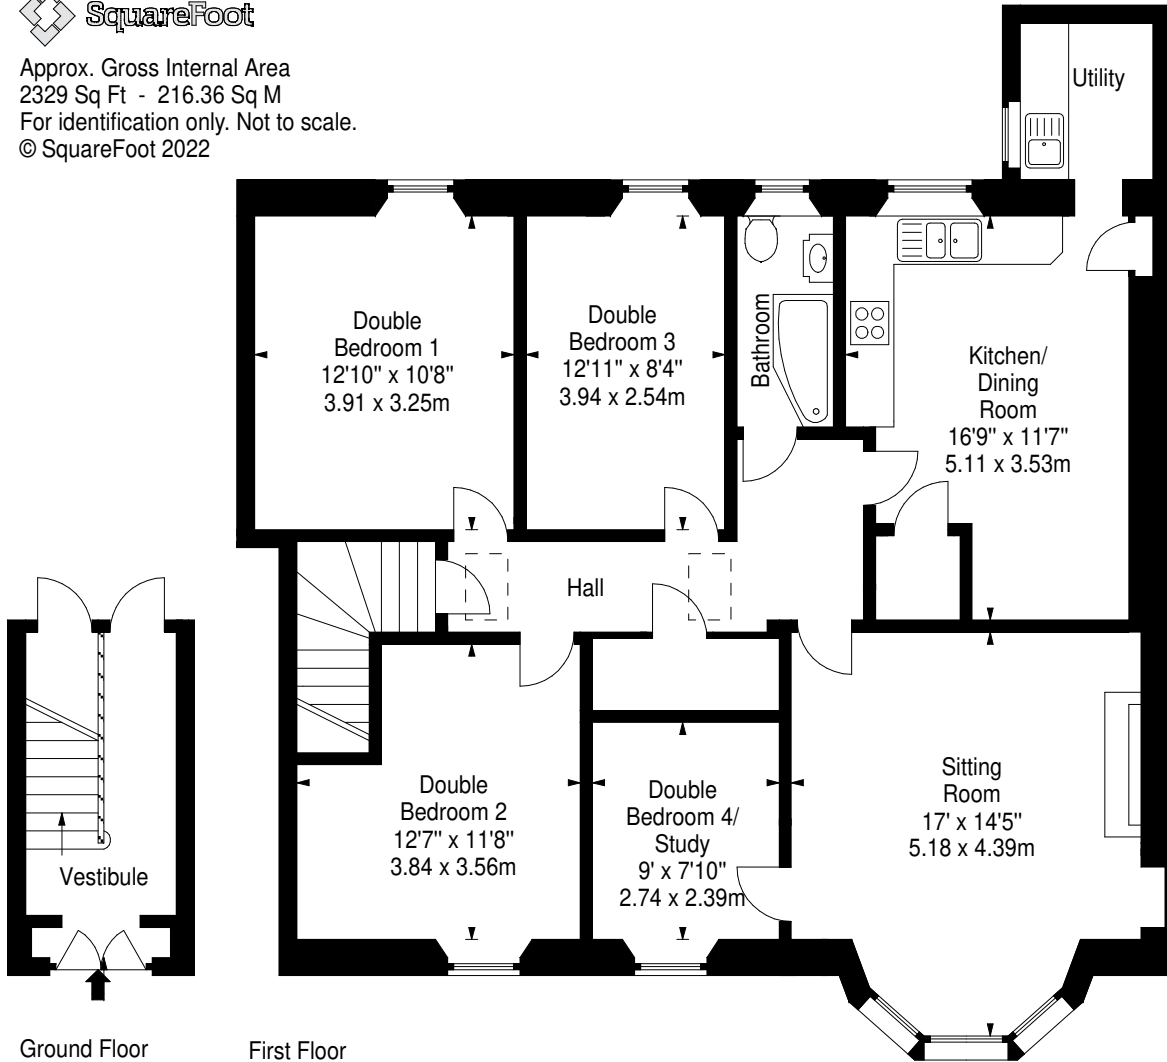 SquareFoot
Approx. Gross Internal Area
2329 Sq Ft - 216.36 Sq M
For identification only. Not to scale.
© SquareFoot 2022
Utility
Double
Bedroom 1
12'10" x 10'8"
3.91 x 3.25m
Double
Bedroom 3
12'11" x 8'4"
3.94 x 2.54m
Bathroom
Kitchen/
Dining
Room
16'9" x 11'7"
5.11 x 3.53m
Hall
Double
Bedroom 2
12'7" x 11'8"
3.84 x 3.56m
Double
Bedroom 4/
Study
9' x 7'10"
2.74 x 2.39m
Sitting
Room
17' x 14'5"
5.18 x 4.39m
Vestibule
Ground Floor
First Floor